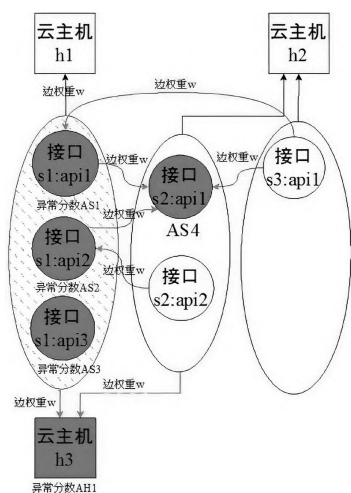 云主机
h1
云主机
h2
边权重w
边权重w
接口
s1:api1
异常分数AS1
边权重w
接口
s2:api1
AS4
边权重w
接口
s3:api1
边权重w
接口
s1:api2
异常分数AS2
边权重w
接口
s2:api2
接口
s1:api3
异常分数AS3
边权重w
边权重w
云主机
h3
异常分数AH1